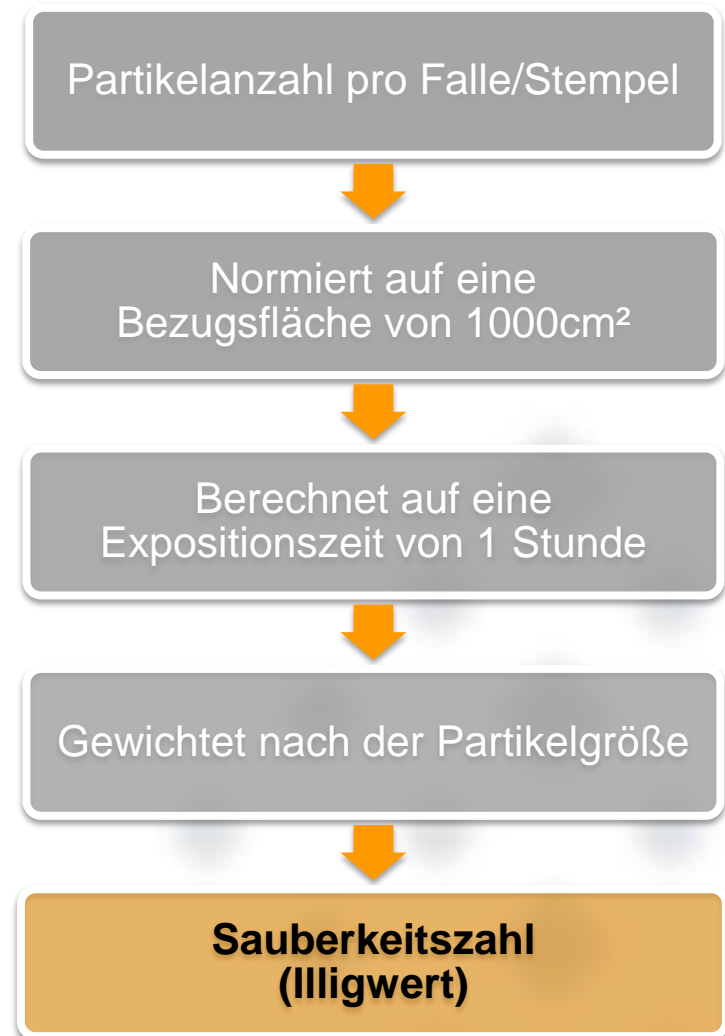 Partikelanzahl pro Falle/Stempel
Normiert auf eine
Bezugsfläche von 1000cm²
Berechnet auf eine
Expositionszeit von 1 Stunde
Gewichtet nach der Partikelgröße
Sauberkeitszahl
(Illigwert)